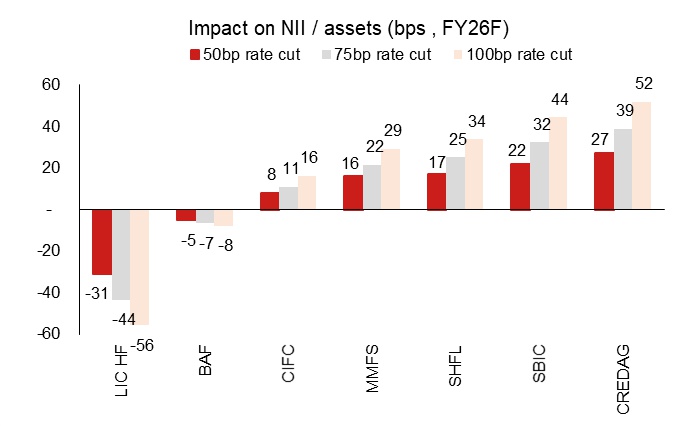 Impact on NII / assets (bps , FY26F)
50bp rate cut 75bp rate cut 100bp rate cut
60
40
20
-
-20
-40
-60
-31 -44 -56
-5 -7 -8
8 11 16
16 22 29
17 25 34
22 32 44
27 39 52
LIC HF
BAF
CIFC
MMFS
SHFL
SBIC
CREDAG